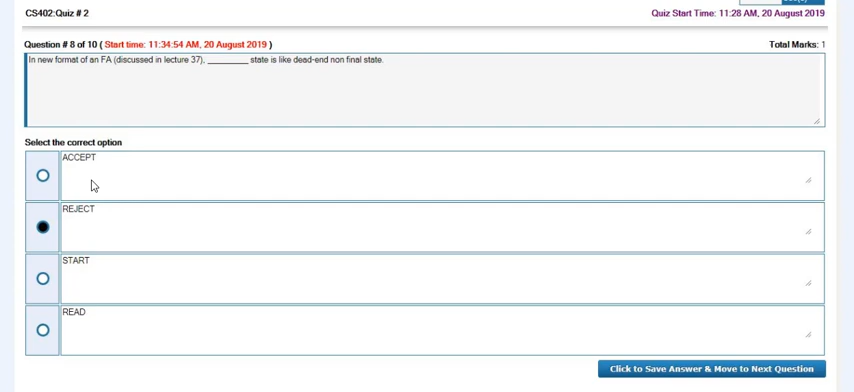 CS402:Quiz # 2
Quiz Start Time: 11:28 AM, 20 August 2019
Question # 8 of 10 ( Start time: 11:34:54 AM, 20 August 2019 )
Total Marks: 1
In new format of an FA (discussed in lecture 37), _________ state is like dead-end non final state.
Select the correct option
ACCEPT
REJECT
START
READ
Click to Save Answer & Move to Next Question